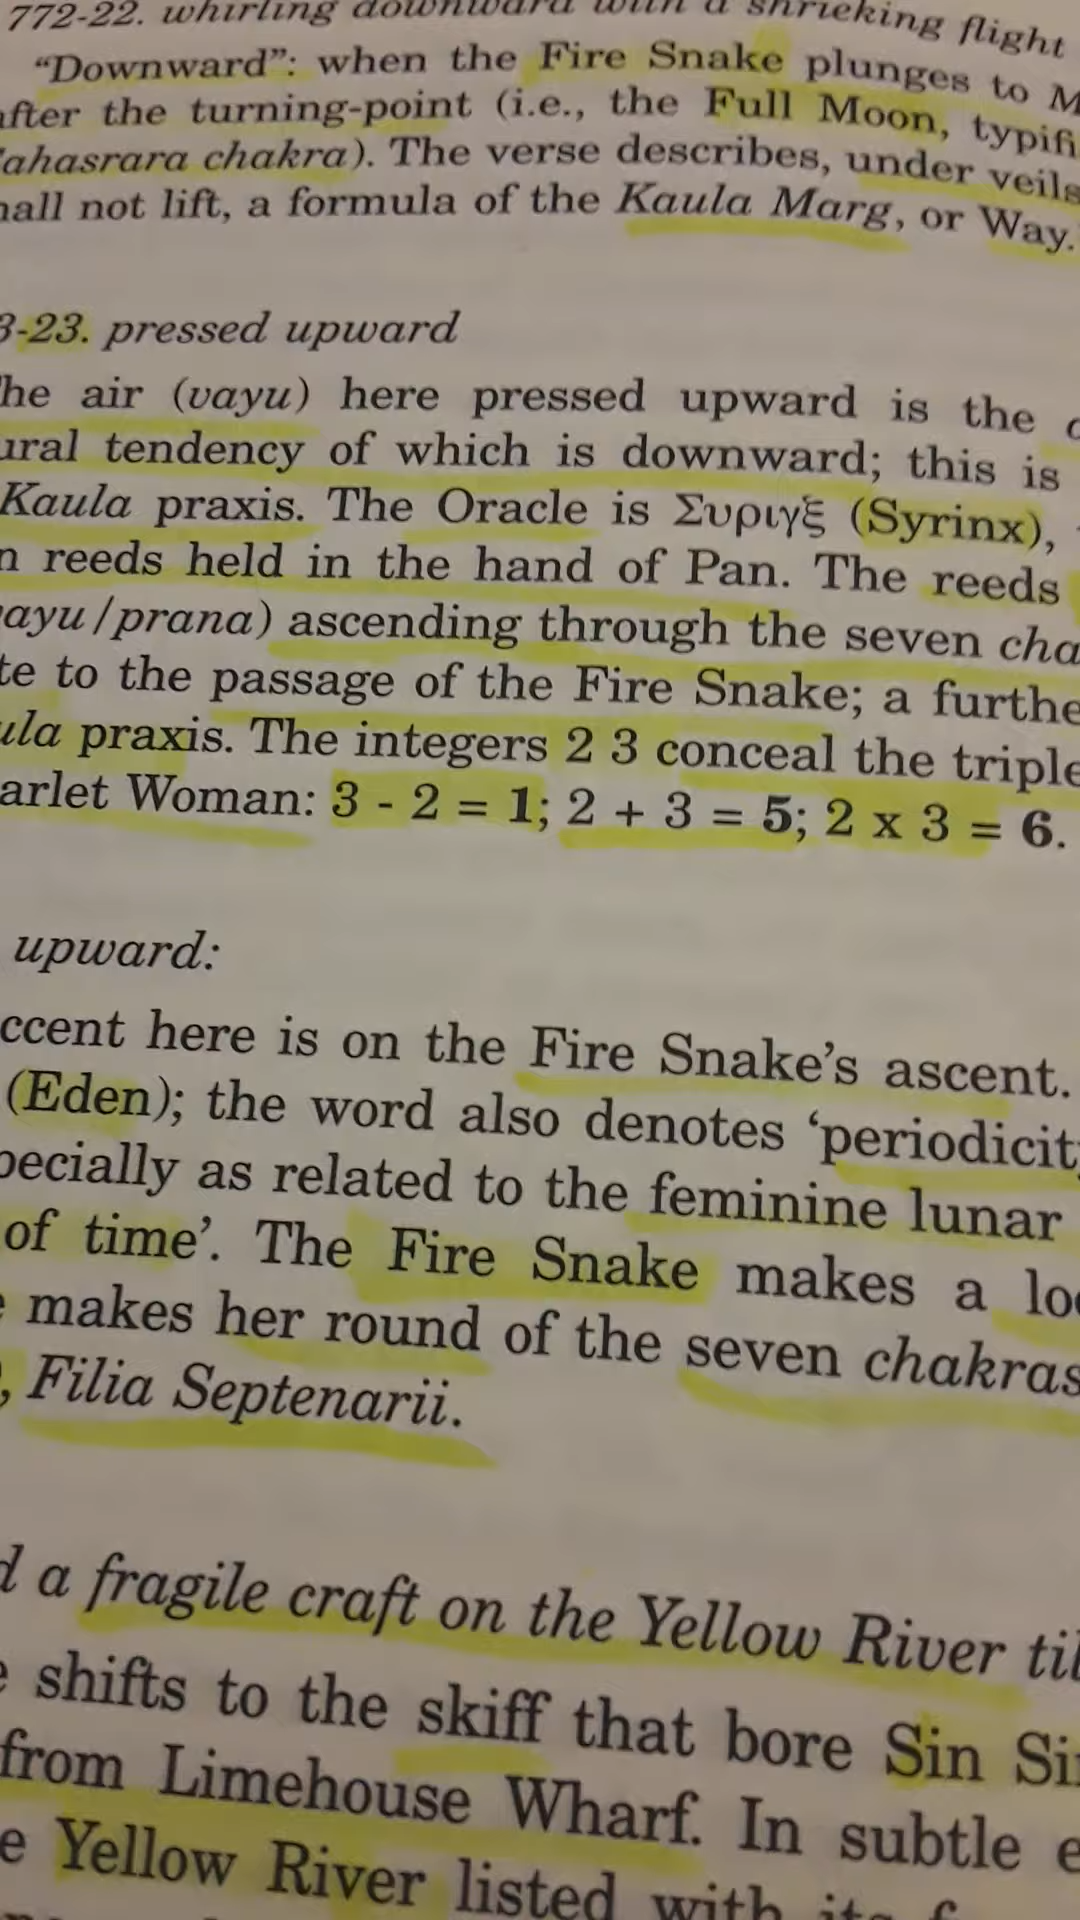 772-22. whirling downward with a shrieking flight
"Downward": when the Fire Snake plunges to M
after the turning-point (i.e., the Full Moon, typifi
ahasrara chakra). The verse describes, under veils
hall not lift, a formula of the Kaula Marg, or Way.
3-23. pressed upward
he air (vayu) here pressed upward is the
ural tendency of which is downward; this is
Kaula praxis. The Oracle is Συριγξ (Syrinx),
n reeds held in the hand of Pan. The reeds
ayu/prana) ascending through the seven cha
te to the passage of the Fire Snake; a furthe
ula praxis. The integers 2 3 conceal the triple
arlet Woman: 3 - 2 = 1; 2 + 3 = 5; 2 x 3 = 6.
upward:
ccent here is on the Fire Snake's ascent.
(Eden); the word also denotes 'periodicit
pecially as related to the feminine lunar
of time'. The Fire Snake makes a lo
e makes her round of the seven chakras
, Filia Septenarii.
d a fragile craft on the Yellow River til
e shifts to the skiff that bore Sin Si
from Limehouse Wharf. In subtle e
e Yellow River listed with its f